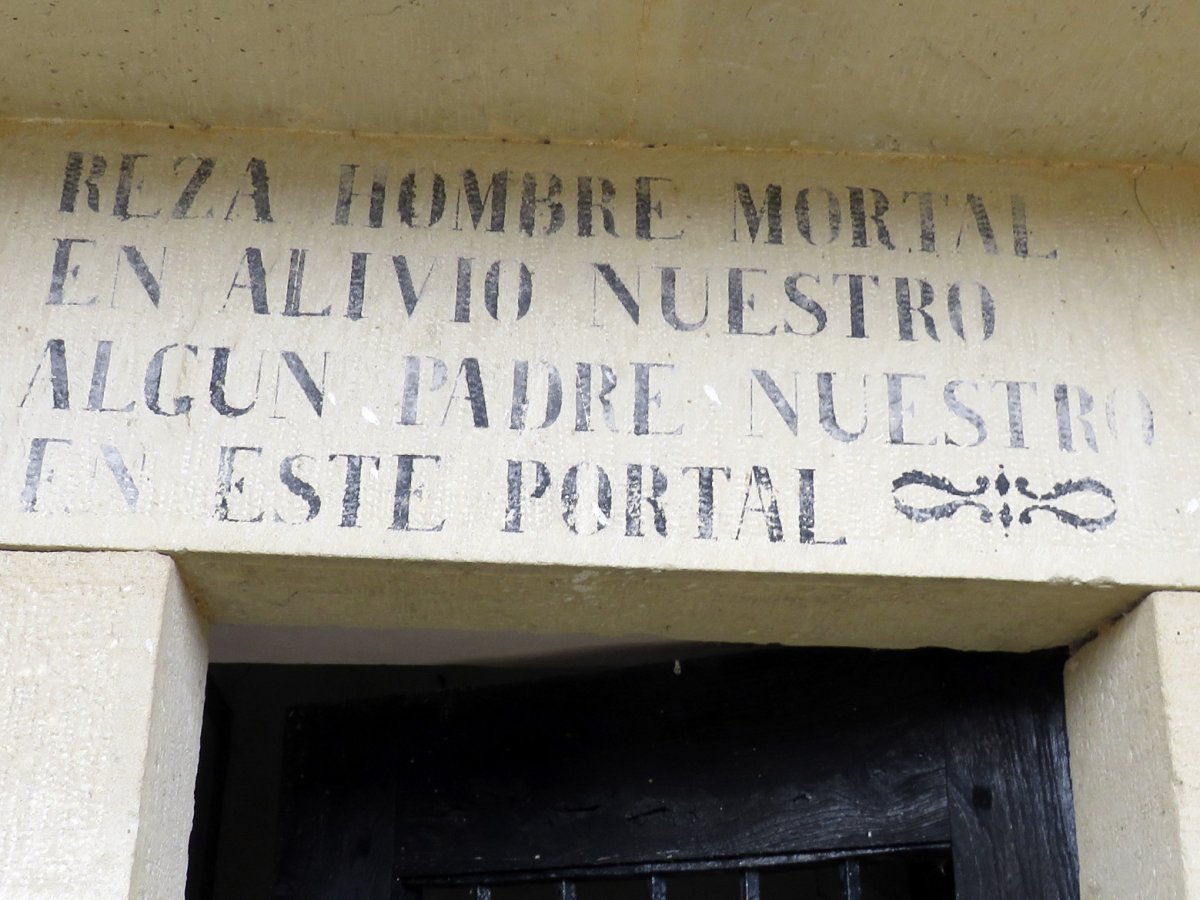 REZA HOMBRE MORTAL
EN ALIVIO NUESTRO
ALGUN PADRE NUESTRO
EN ESTE PORTAL